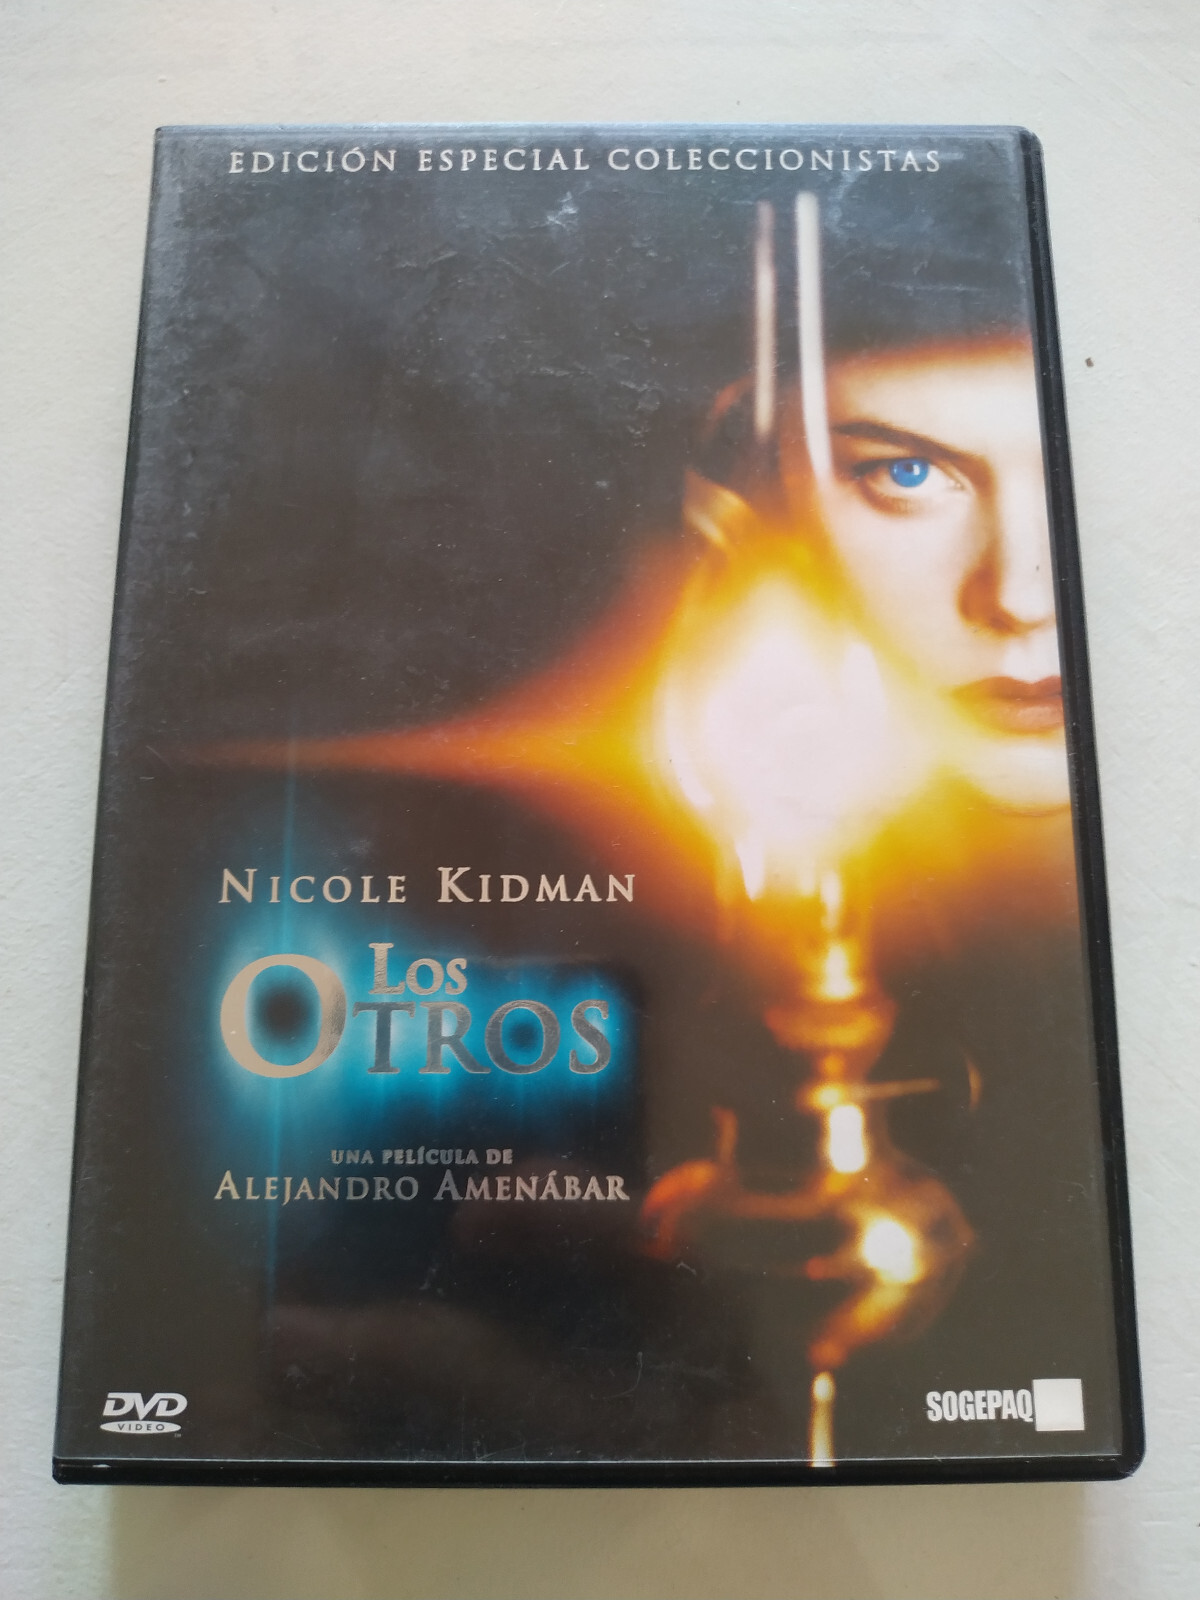 EDICIÓN ESPECIAL COLECCIONISTAS
NICOLE KIDMAN
LOS
OTROS
UNA PELÍCULA DE
ALEJANDRO AMENÁBAR
DVD
VIDEO
SOGEPAQ